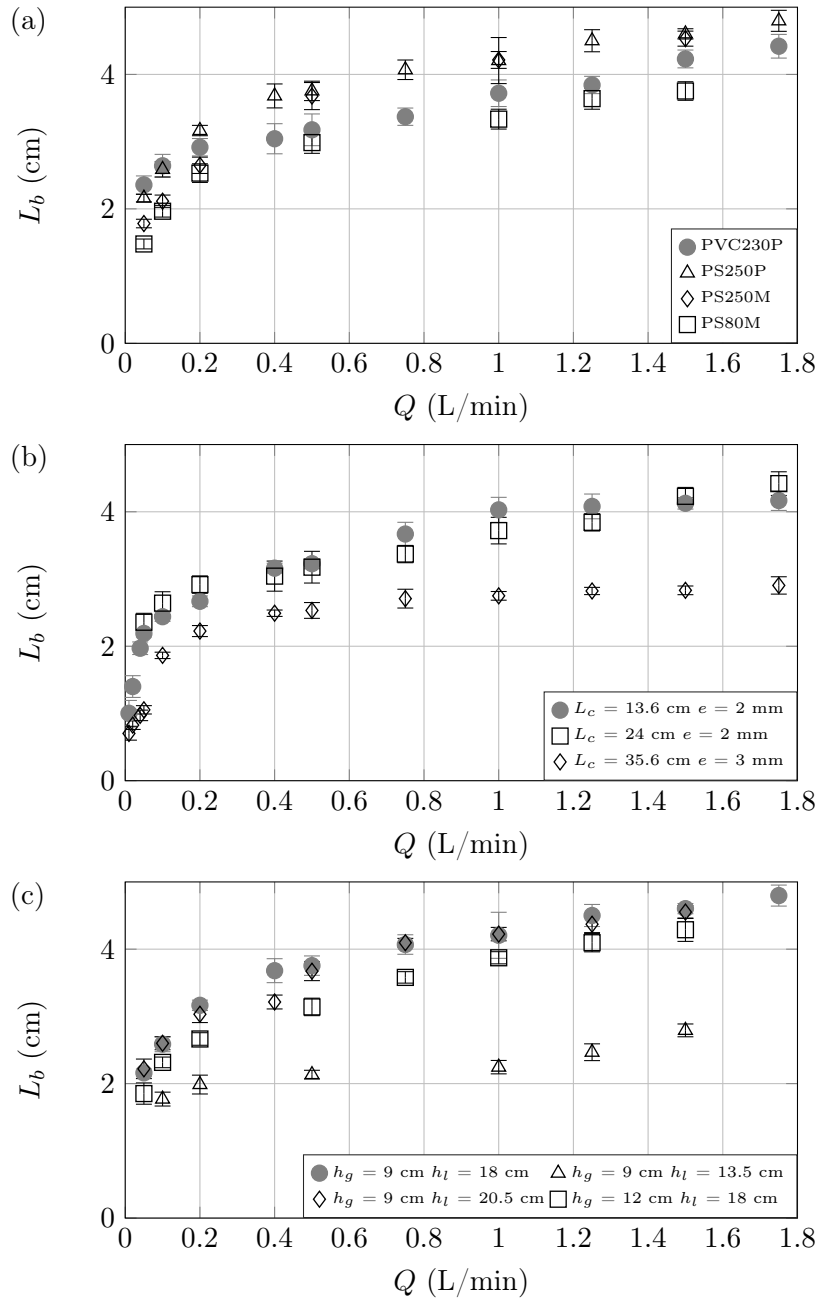 (a)
4
2
0
L_b (cm)
PVC230P
PS250P
PS250M
PS80M
0 0.2 0.4 0.6 0.8 1 1.2 1.4 1.6 1.8
Q (L/min)
(b)
4
2
0
L_b (cm)
L_c = 13.6 cm e = 2 mm
L_c = 24 cm e = 2 mm
L_c = 35.6 cm e = 3 mm
0 0.2 0.4 0.6 0.8 1 1.2 1.4 1.6 1.8
Q (L/min)
(c)
4
2
0
L_b (cm)
h_g = 9 cm h_l = 18 cm h_g = 9 cm h_l = 13.5 cm
h_g = 9 cm h_l = 20.5 cm h_g = 12 cm h_l = 18 cm
0 0.2 0.4 0.6 0.8 1 1.2 1.4 1.6 1.8
Q (L/min)